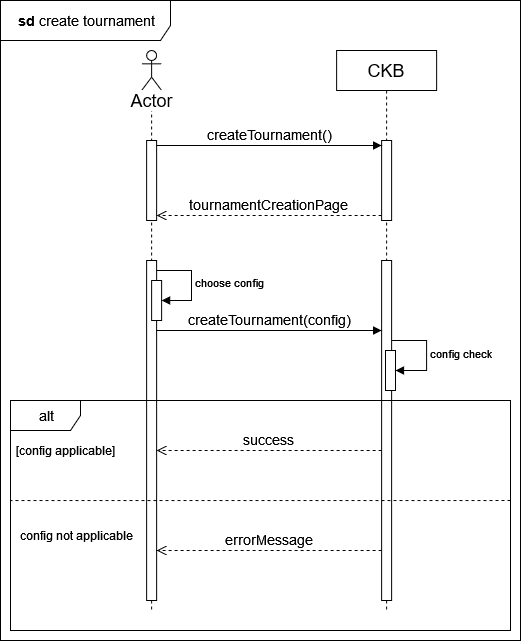 sd create tournament
Actor
CKB
createTournament()
tournamentCreationPage
choose config
createTournament(config)
config check
alt
[config applicable]
success
config not applicable
errorMessage